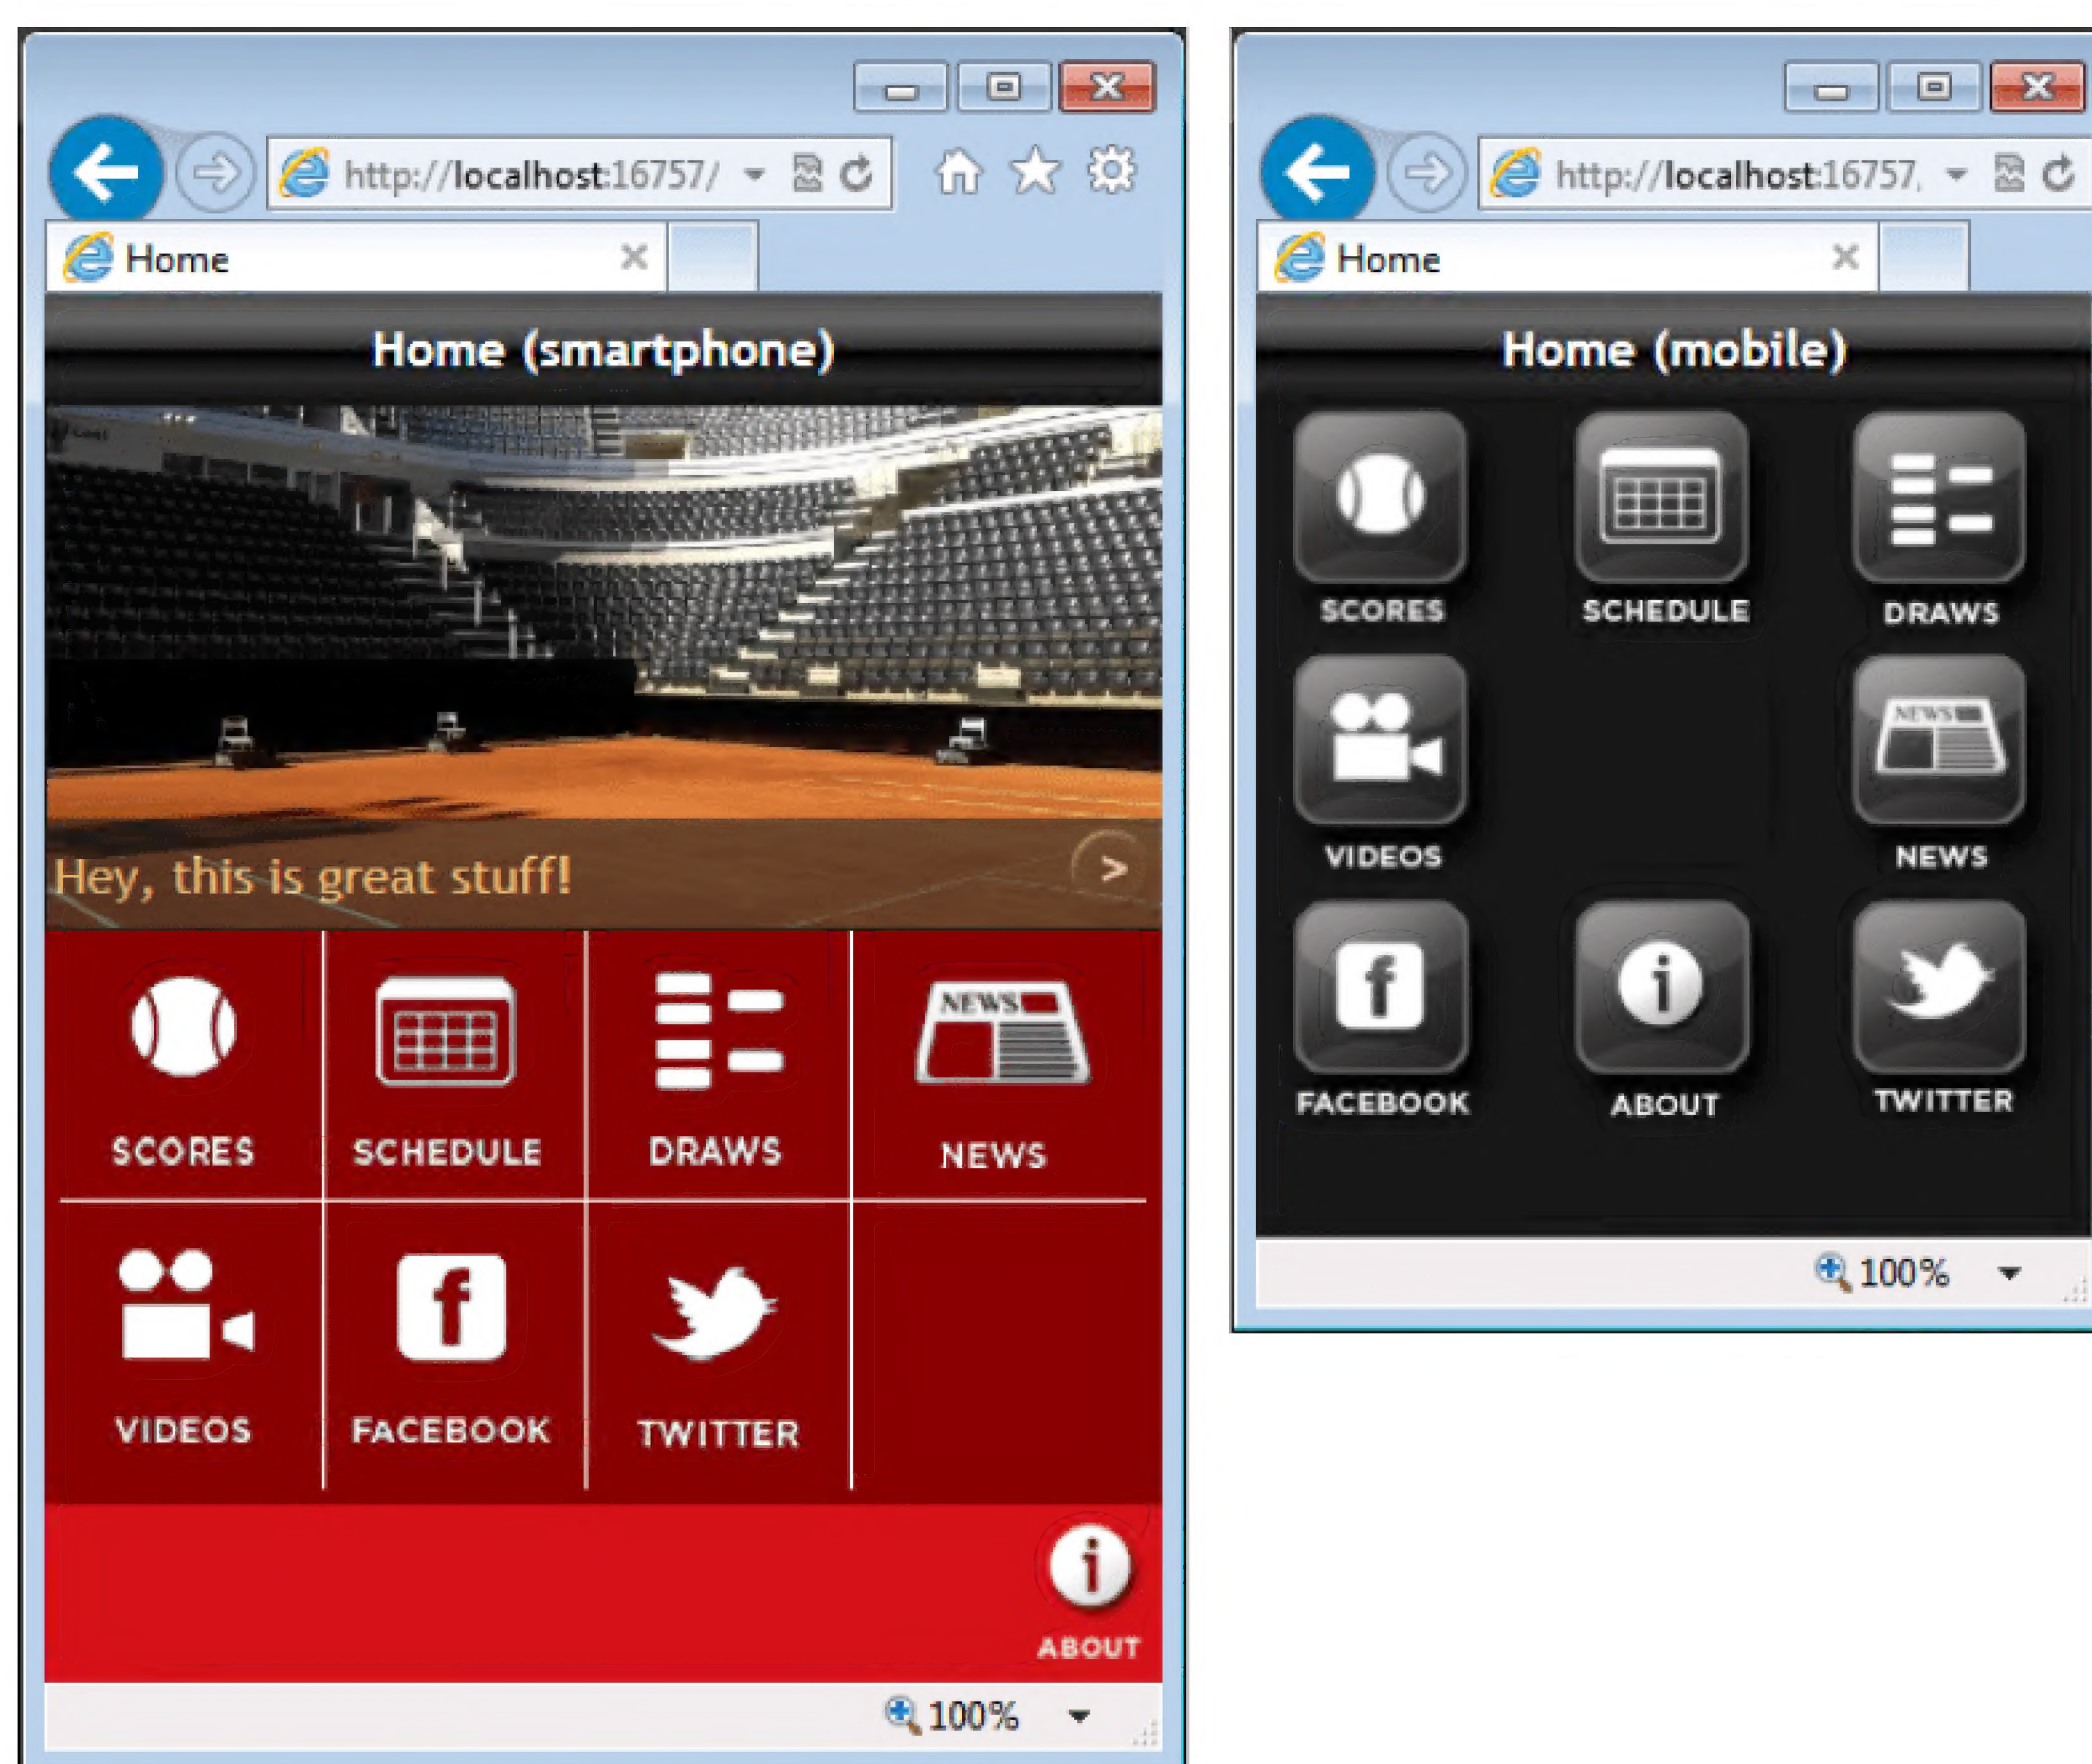 http://localhost:16757/
Home
Home (smartphone)
Hey, this is great stuff!
>
SCORES
SCHEDULE
DRAWS
NEWS
NEWS
VIDEOS
f
FACEBOOK
TWITTER
i
ABOUT
100%
http://localhost:16757
Home
Home (mobile)
SCORES
SCHEDULE
DRAWS
VIDEOS
NEWS
NEWS
f
FACEBOOK
i
ABOUT
TWITTER
100%